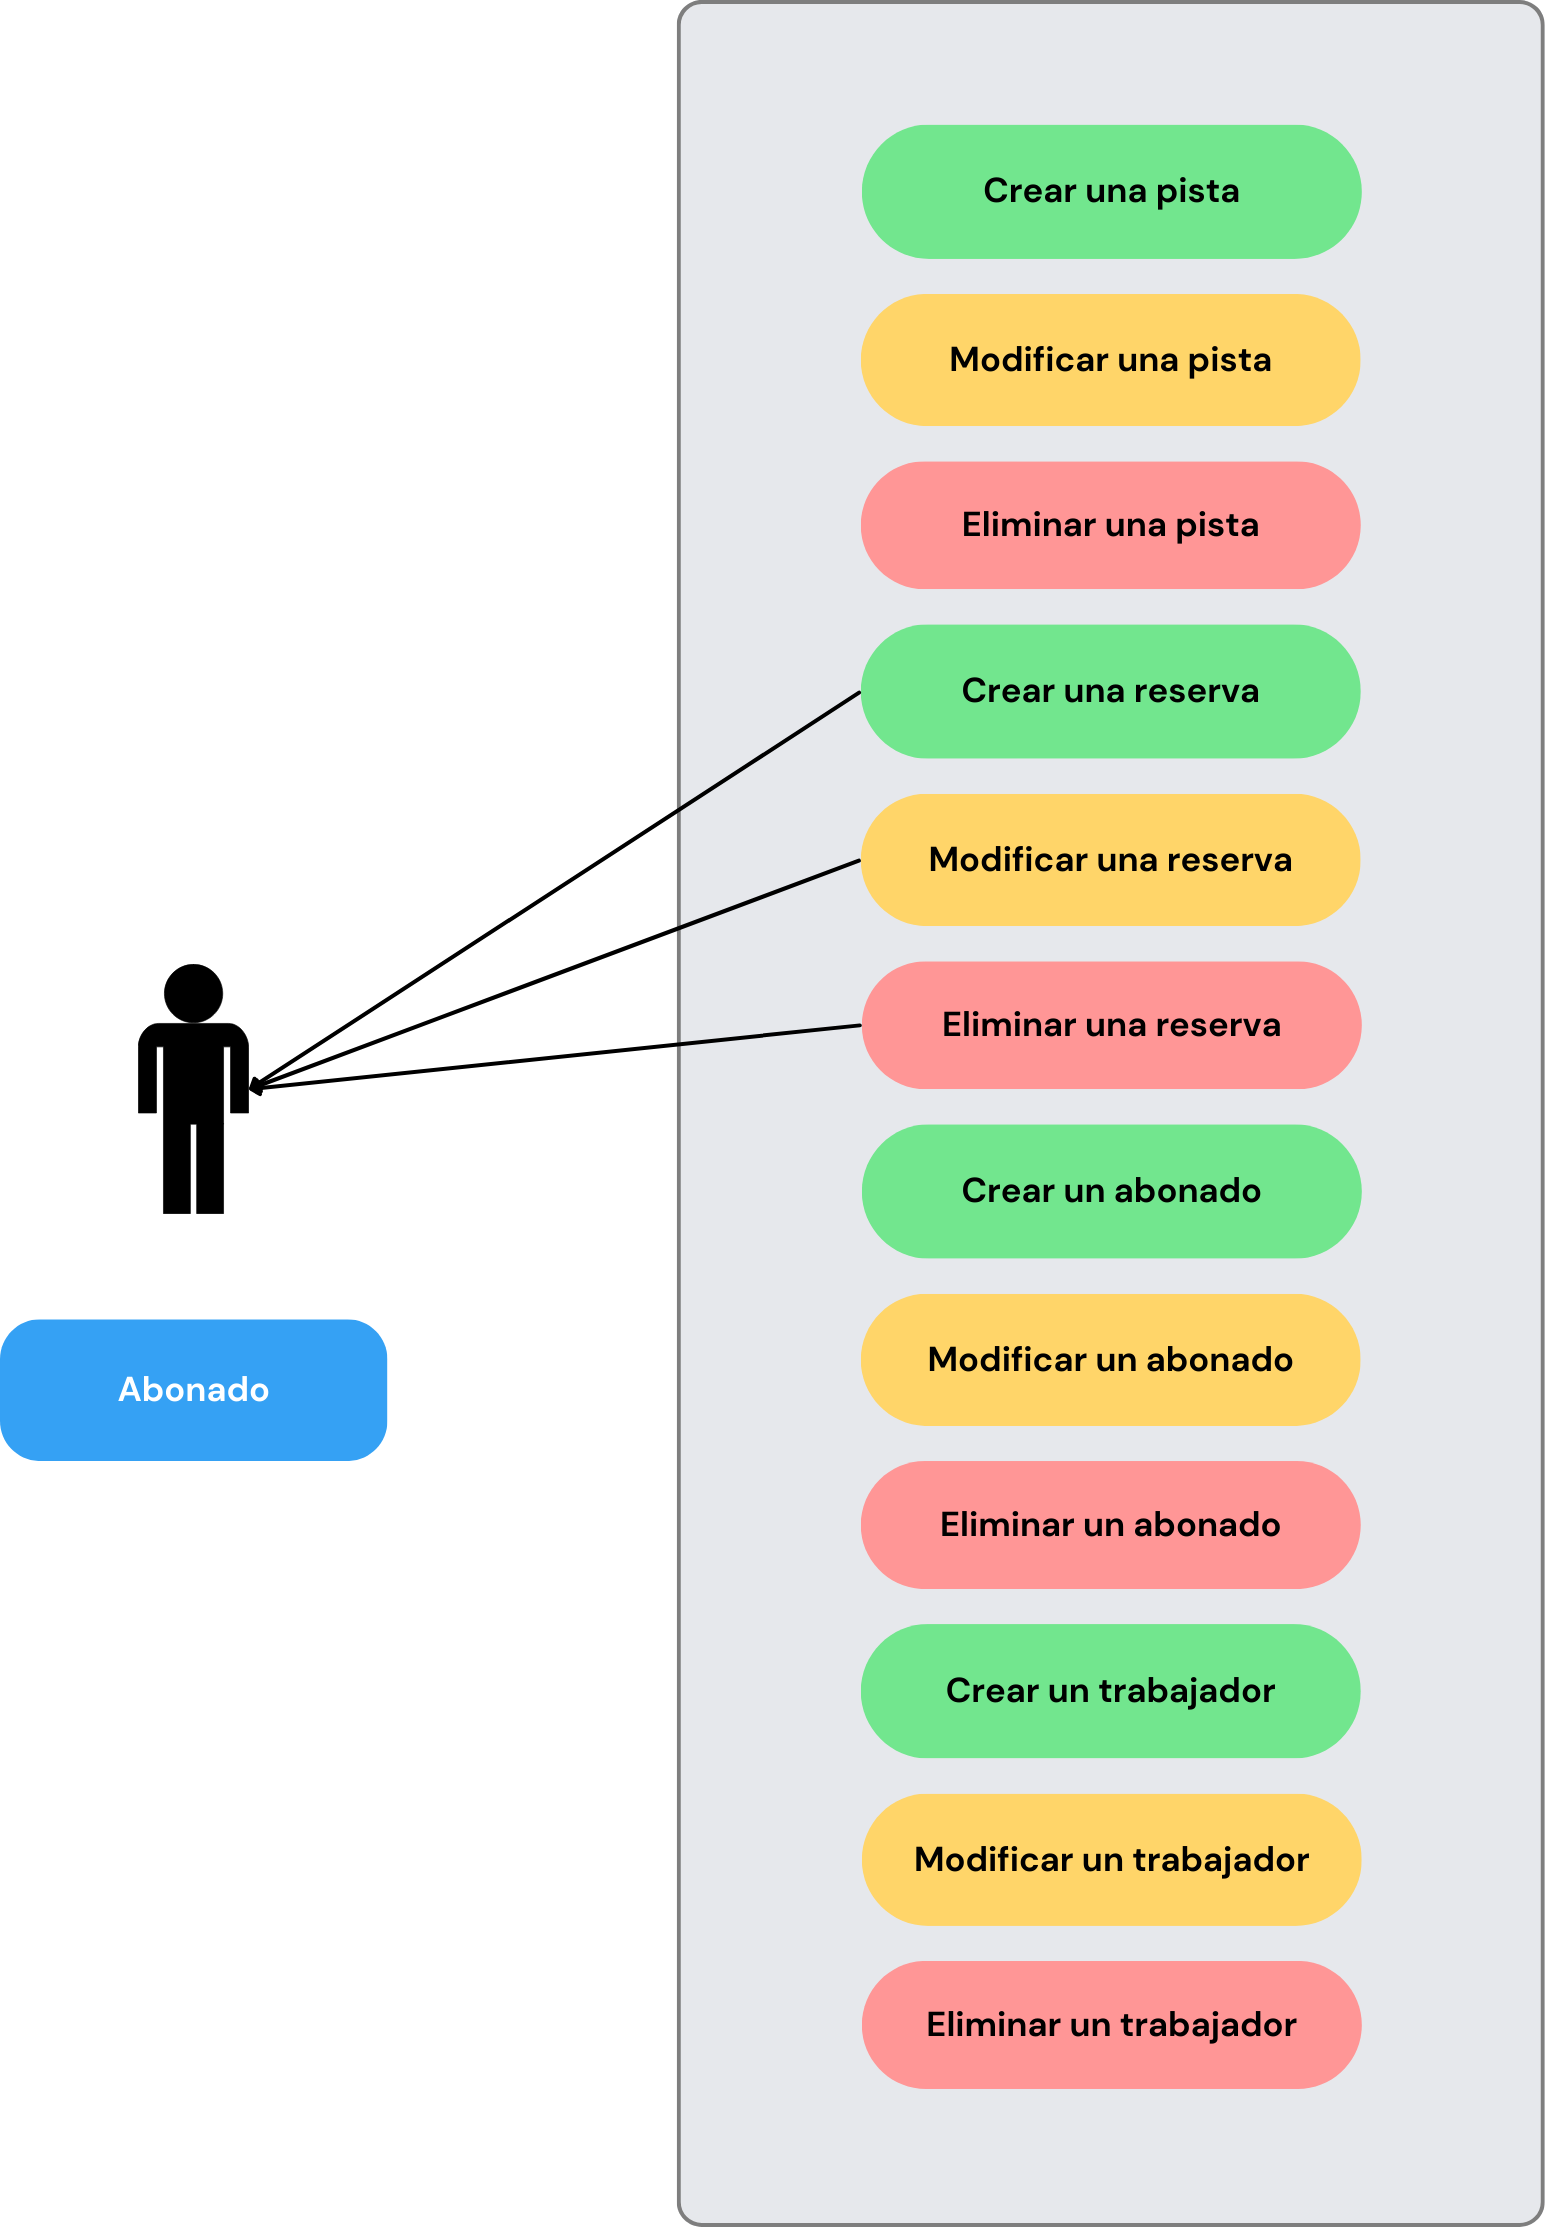 Crear una pista
Modificar una pista
Eliminar una pista
Crear una reserva
Modificar una reserva
Eliminar una reserva
Crear un abonado
Modificar un abonado
Abonado
Eliminar un abonado
Crear un trabajador
Modificar un trabajador
Eliminar un trabajador